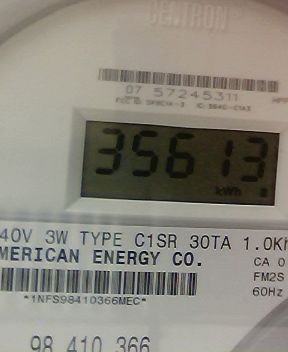 CENTRON
07 57245311
35613
kWh
40V 3W TYPE C1SR 30TA 1.0Kh
MERICAN ENERGY CO.
CA 0
FM2S
*1NFS98410366MEC*
60Hz
98 410 366